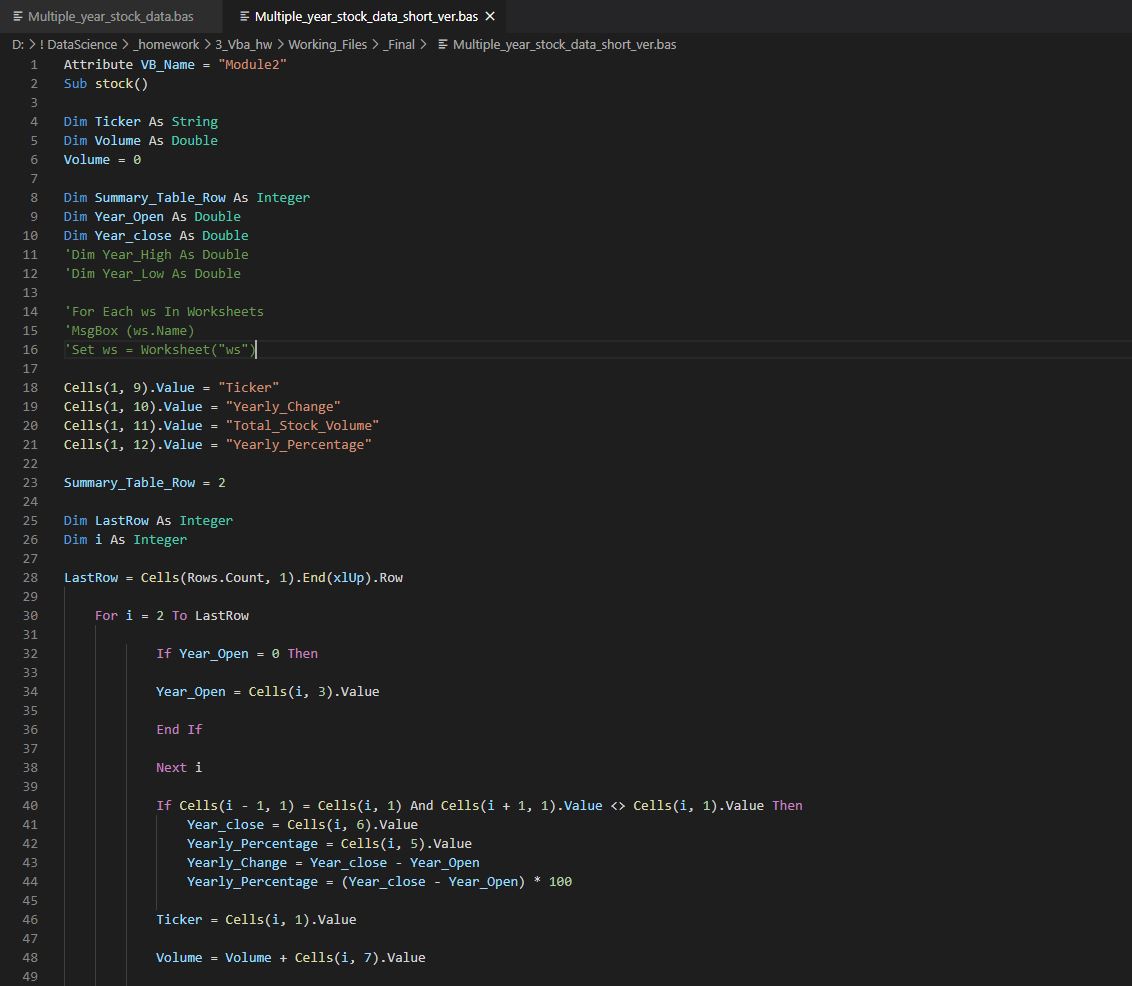 Multiple_year_stock_data.bas Multiple_year_stock_data_short_ver.bas
D: > ! DataScience > _homework > 3_Vba_hw > Working_Files > _Final > Multiple_year_stock_data_short_ver.bas
1 Attribute VB_Name = "Module2"
2 Sub stock()
3
4 Dim Ticker As String
5 Dim Volume As Double
6 Volume = 0
7
8 Dim Summary_Table_Row As Integer
9 Dim Year_Open As Double
10 Dim Year_close As Double
11 'Dim Year_High As Double
12 'Dim Year_Low As Double
13
14 'For Each ws In Worksheets
15 'MsgBox (ws.Name)
16 'Set ws = Worksheet("ws")
17
18 Cells(1, 9).Value = "Ticker"
19 Cells(1, 10).Value = "Yearly_Change"
20 Cells(1, 11).Value = "Total_Stock_Volume"
21 Cells(1, 12).Value = "Yearly_Percentage"
22
23 Summary_Table_Row = 2
24
25 Dim LastRow As Integer
26 Dim i As Integer
27
28 LastRow = Cells(Rows.Count, 1).End(xlUp).Row
29
30 For i = 2 To LastRow
31
32 If Year_Open = 0 Then
33
34 Year_Open = Cells(i, 3).Value
35
36 End If
37
38 Next i
39
40 If Cells(i - 1, 1) = Cells(i, 1) And Cells(i + 1, 1).Value <> Cells(i, 1).Value Then
41 Year_close = Cells(i, 6).Value
42 Yearly_Percentage = Cells(i, 5).Value
43 Yearly_Change = Year_close - Year_Open
44 Yearly_Percentage = (Year_close - Year_Open) * 100
45
46 Ticker = Cells(i, 1).Value
47
48 Volume = Volume + Cells(i, 7).Value
49